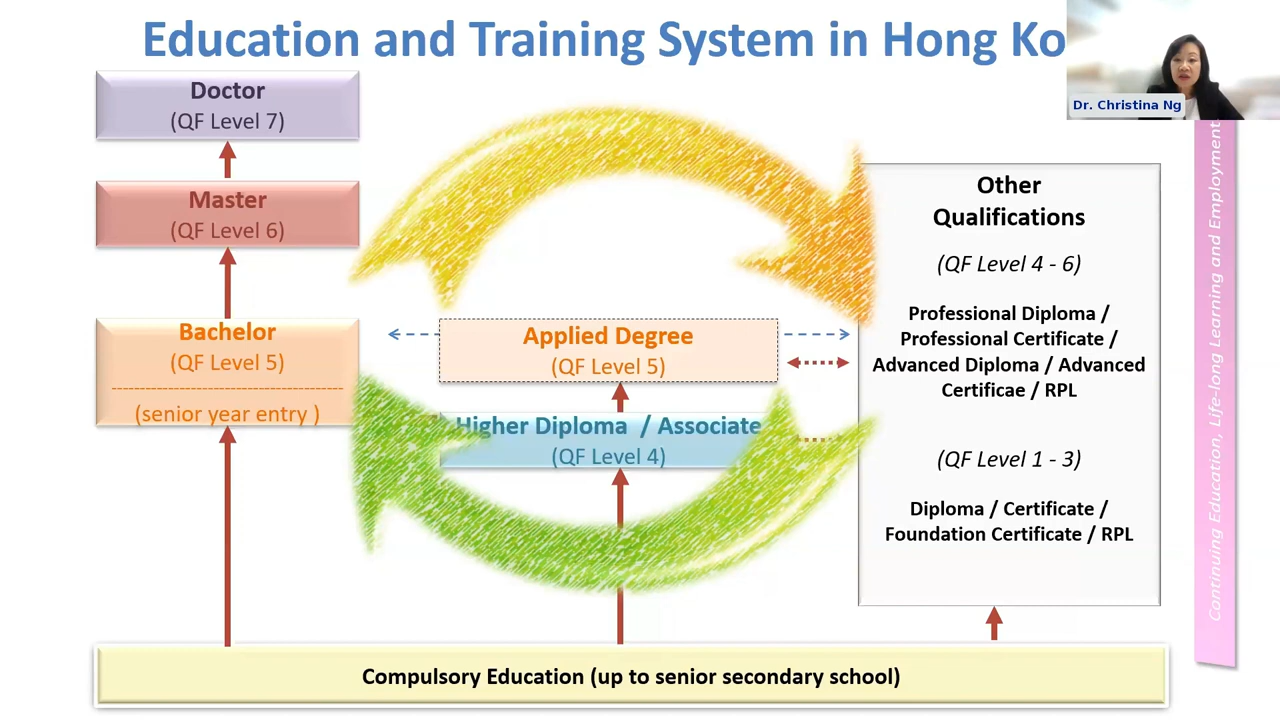 Education and Training System in Hong Ko
Dr. Christina Ng
Doctor
(QF Level 7)
Master
(QF Level 6)
Bachelor
(QF Level 5)
(senior year entry )
Applied Degree
(QF Level 5)
Higher Diploma / Associate
(QF Level 4)
Other
Qualifications
(QF Level 4 - 6)
Professional Diploma /
Professional Certificate /
Advanced Diploma / Advanced
Certificae / RPL
(QF Level 1 - 3)
Diploma / Certificate /
Foundation Certificate / RPL
Continuing Education, Life-long Learning and Employment
Compulsory Education (up to senior secondary school)